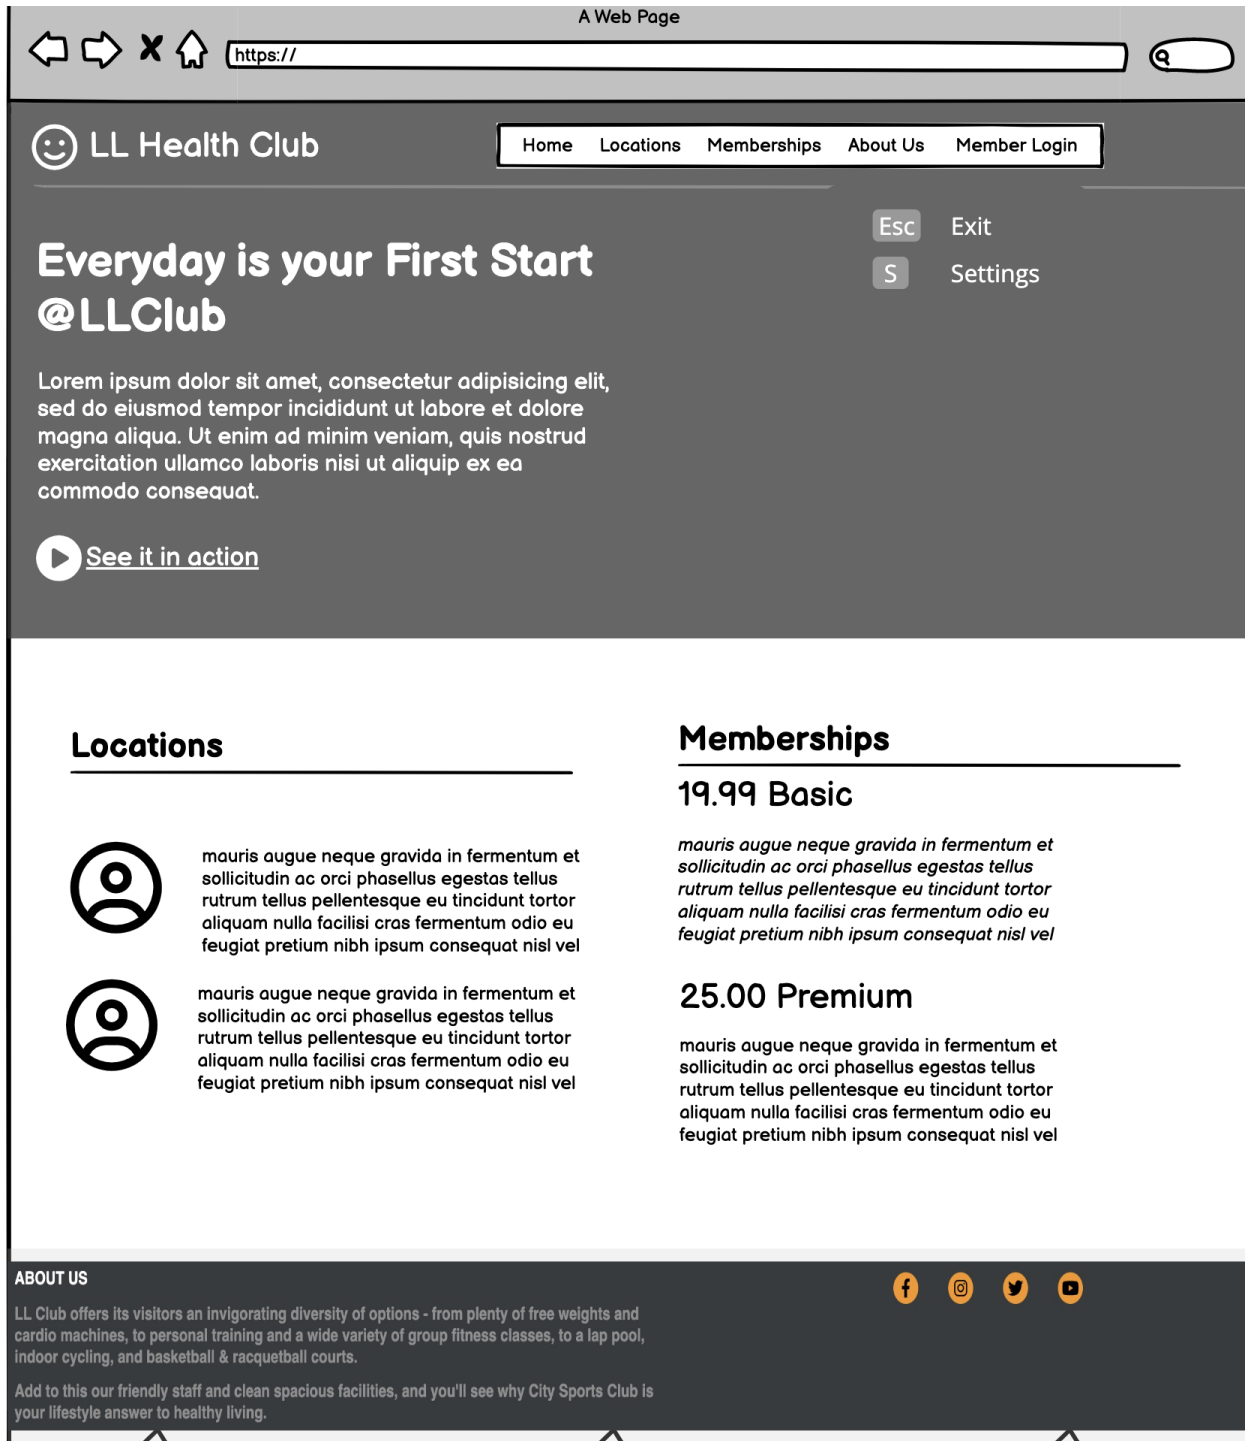 A Web Page
https://
LL Health Club
Home Locations Memberships About Us Member Login
Esc Exit
S Settings
Everyday is your First Start
@LLClub
Lorem ipsum dolor sit amet, consectetur adipisicing elit,
sed do eiusmod tempor incididunt ut labore et dolore
magna aliqua. Ut enim ad minim veniam, quis nostrud
exercitation ullamco laboris nisi ut aliquip ex ea
commodo consequat.
See it in action
Locations
mauris augue neque gravida in fermentum et
sollicitudin ac orci phasellus egestas tellus
rutrum tellus pellentesque eu tincidunt tortor
aliquam nulla facilisi cras fermentum odio eu
feugiat pretium nibh ipsum consequat nisl vel
mauris augue neque gravida in fermentum et
sollicitudin ac orci phasellus egestas tellus
rutrum tellus pellentesque eu tincidunt tortor
aliquam nulla facilisi cras fermentum odio eu
feugiat pretium nibh ipsum consequat nisl vel
Memberships
19.99 Basic
mauris augue neque gravida in fermentum et
sollicitudin ac orci phasellus egestas tellus
rutrum tellus pellentesque eu tincidunt tortor
aliquam nulla facilisi cras fermentum odio eu
feugiat pretium nibh ipsum consequat nisl vel
25.00 Premium
mauris augue neque gravida in fermentum et
sollicitudin ac orci phasellus egestas tellus
rutrum tellus pellentesque eu tincidunt tortor
aliquam nulla facilisi cras fermentum odio eu
feugiat pretium nibh ipsum consequat nisl vel
ABOUT US
LL Club offers its visitors an invigorating diversity of options - from plenty of free weights and
cardio machines, to personal training and a wide variety of group fitness classes, to a lap pool,
indoor cycling, and basketball & racquetball courts.
Add to this our friendly staff and clean spacious facilities, and you'll see why City Sports Club is
your lifestyle answer to healthy living.